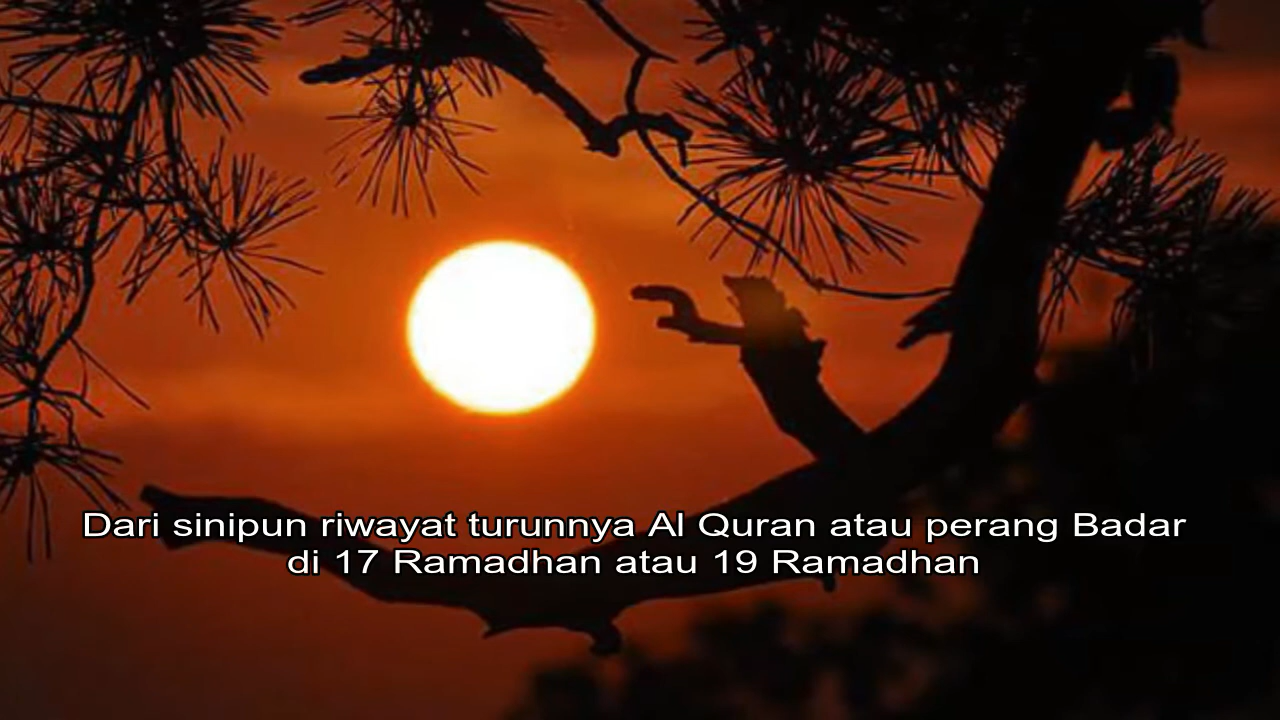 Dari sinipun riwayat turunnya Al Quran atau perang Badar
di 17 Ramadhan atau 19 Ramadhan